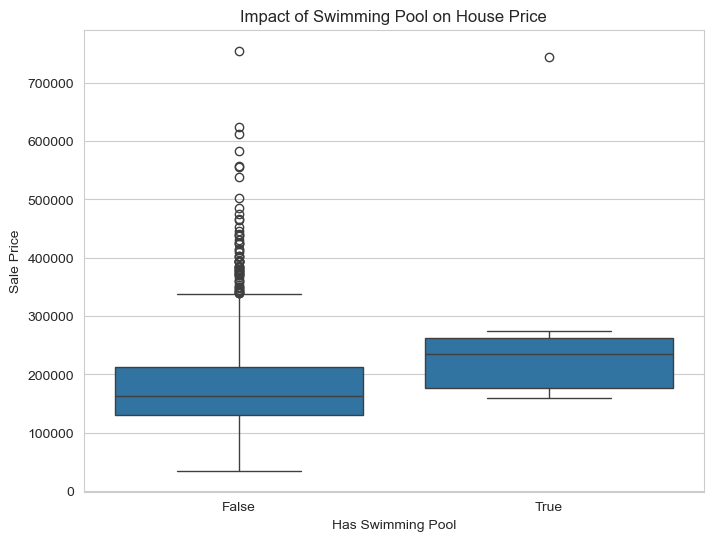 Impact of Swimming Pool on House Price
700000
600000
500000
400000
300000
200000
100000
0
Sale Price
False
True
Has Swimming Pool